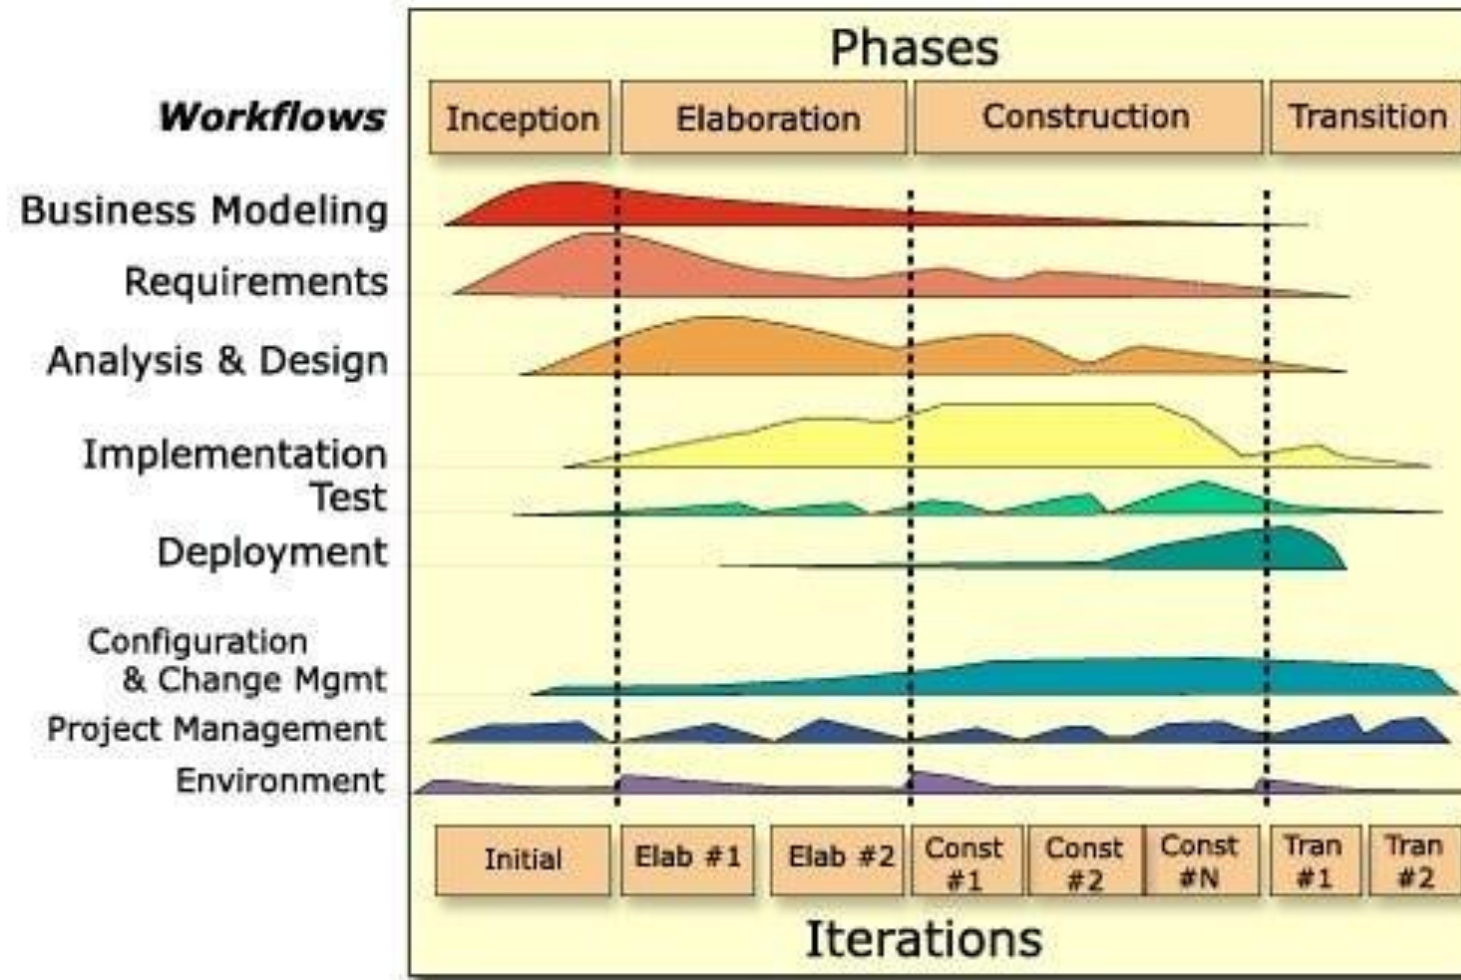 Phases
Workflows
Inception
Elaboration
Construction
Transition
Business Modeling
Requirements
Analysis & Design
Implementation
Test
Deployment
Configuration
& Change Mgmt
Project Management
Environment
Initial
Elab #1
Elab #2
Const
#1
Const
#2
Const
#N
Tran
#1
Tran
#2
Iterations